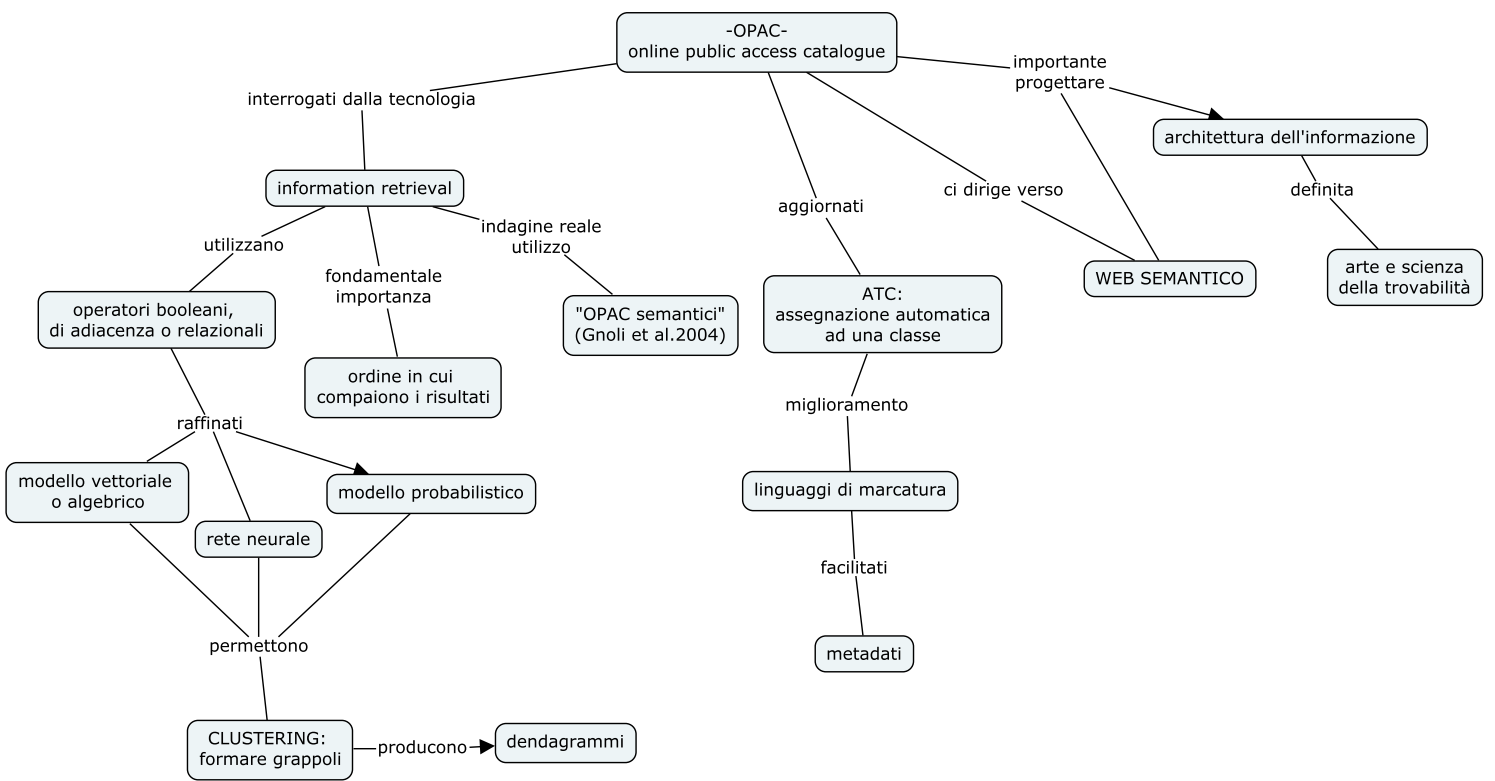 -OPAC-
online public access catalogue
importante
progettare
interrogati dalla tecnologia
architettura dell'informazione
information retrieval
ci dirige verso
definita
aggiornati
indagine reale
utilizzo
utilizzano
fondamentale
importanza
WEB SEMANTICO
arte e scienza
della trovabilità
operatori booleani,
di adiacenza o relazionali
"OPAC semantici"
(Gnoli et al.2004)
ATC:
assegnazione automatica
ad una classe
ordine in cui
compaiono i risultati
miglioramento
raffinati
modello vettoriale
o algebrico
modello probabilistico
linguaggi di marcatura
rete neurale
facilitati
permettono
metadati
CLUSTERING:
formare grappoli
producono
dendagrammi